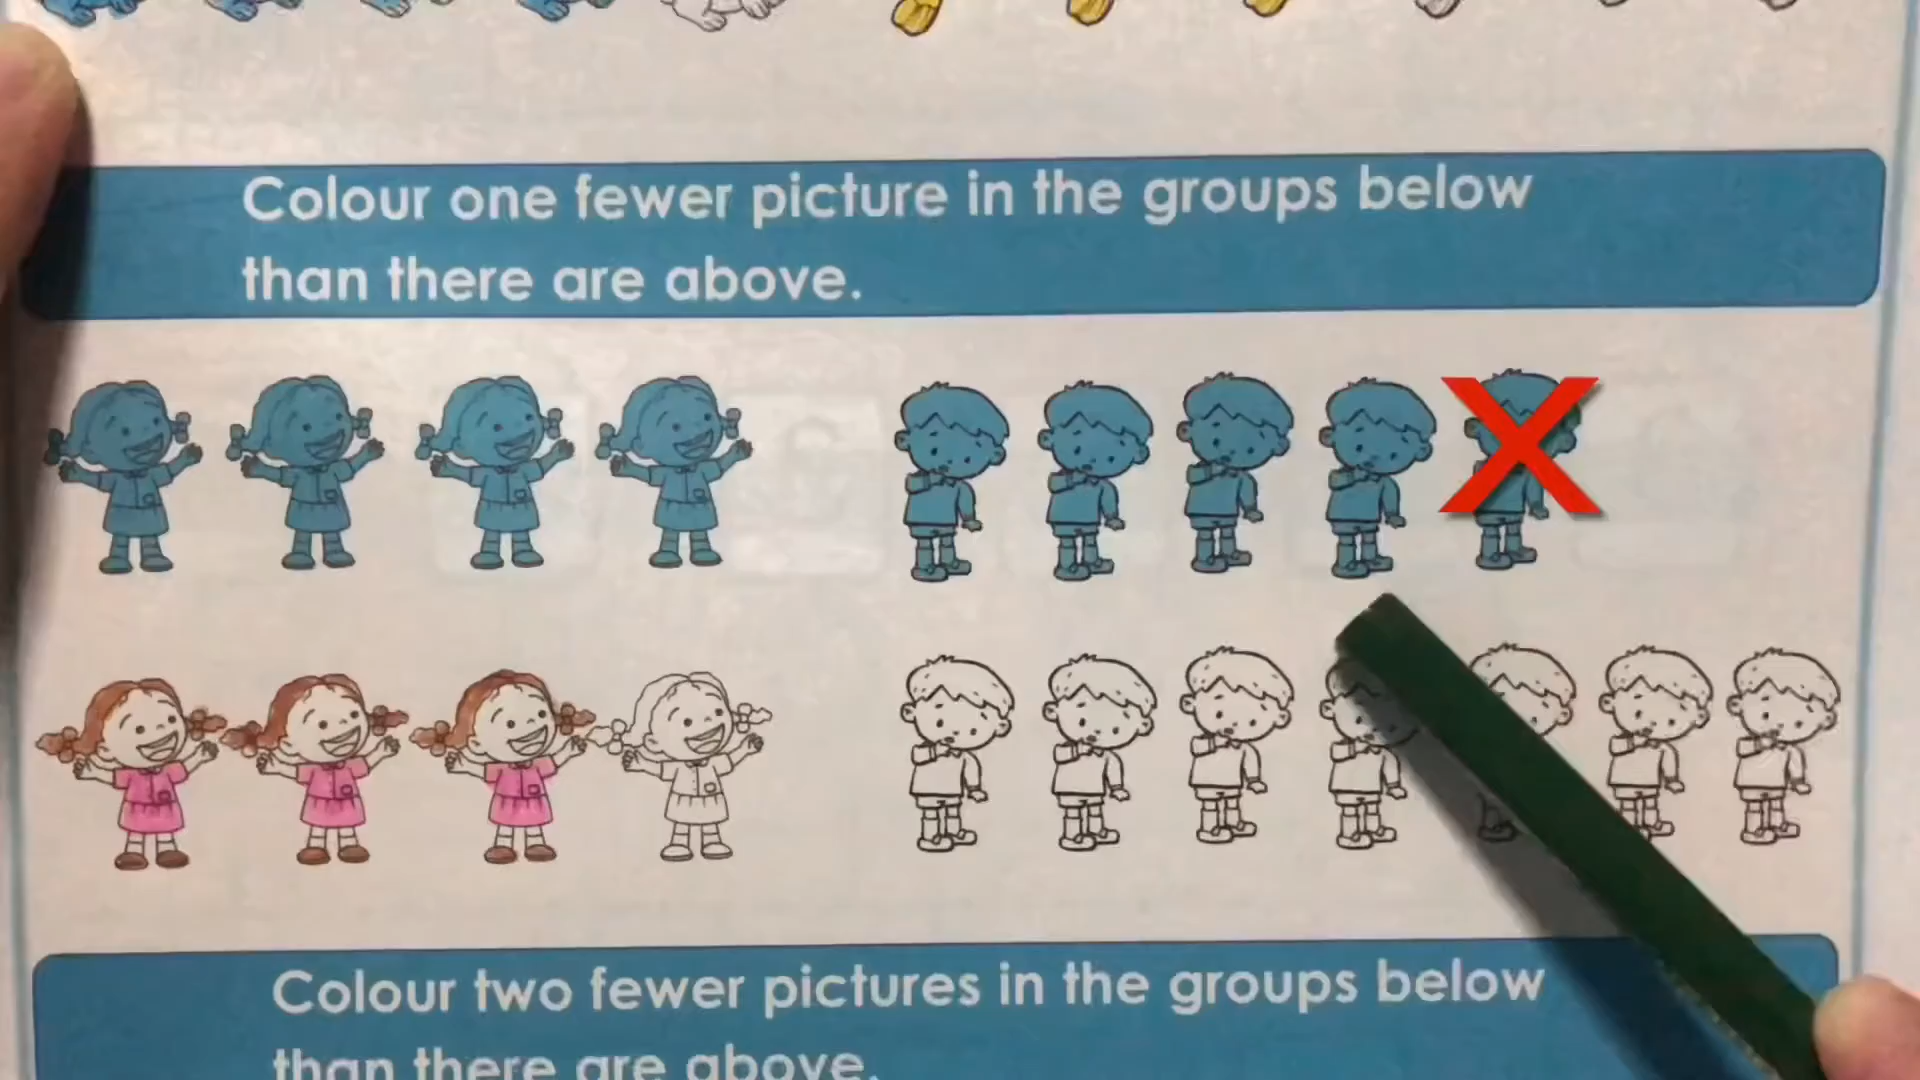 Colour one fewer picture in the groups below
than there are above.
Colour two fewer pictures in the groups below
than there are above.